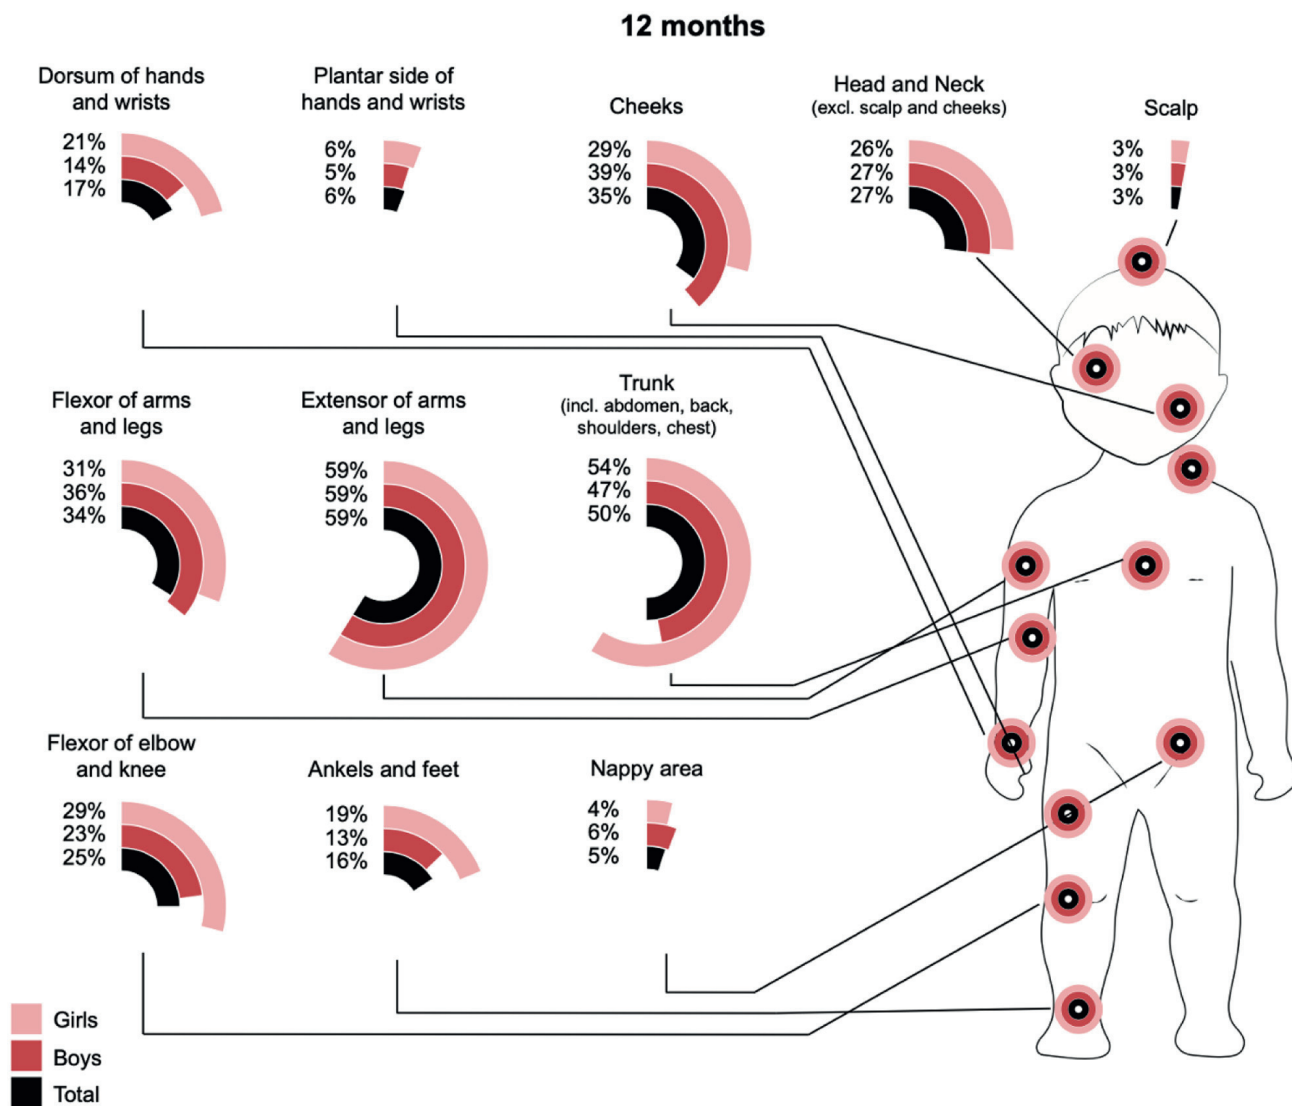 12 months
Dorsum of hands
and wrists
21%
14%
17%
Plantar side of
hands and wrists
6%
5%
6%
Cheeks
29%
39%
35%
Head and Neck
(excl. scalp and cheeks)
26%
27%
27%
Scalp
3%
3%
3%
Flexor of arms
and legs
31%
36%
34%
Extensor of arms
and legs
59%
59%
59%
Trunk
(incl. abdomen, back,
shoulders, chest)
54%
47%
50%
Flexor of elbow
and knee
29%
23%
25%
Ankels and feet
19%
13%
16%
Nappy area
4%
6%
5%
Girls
Boys
Total